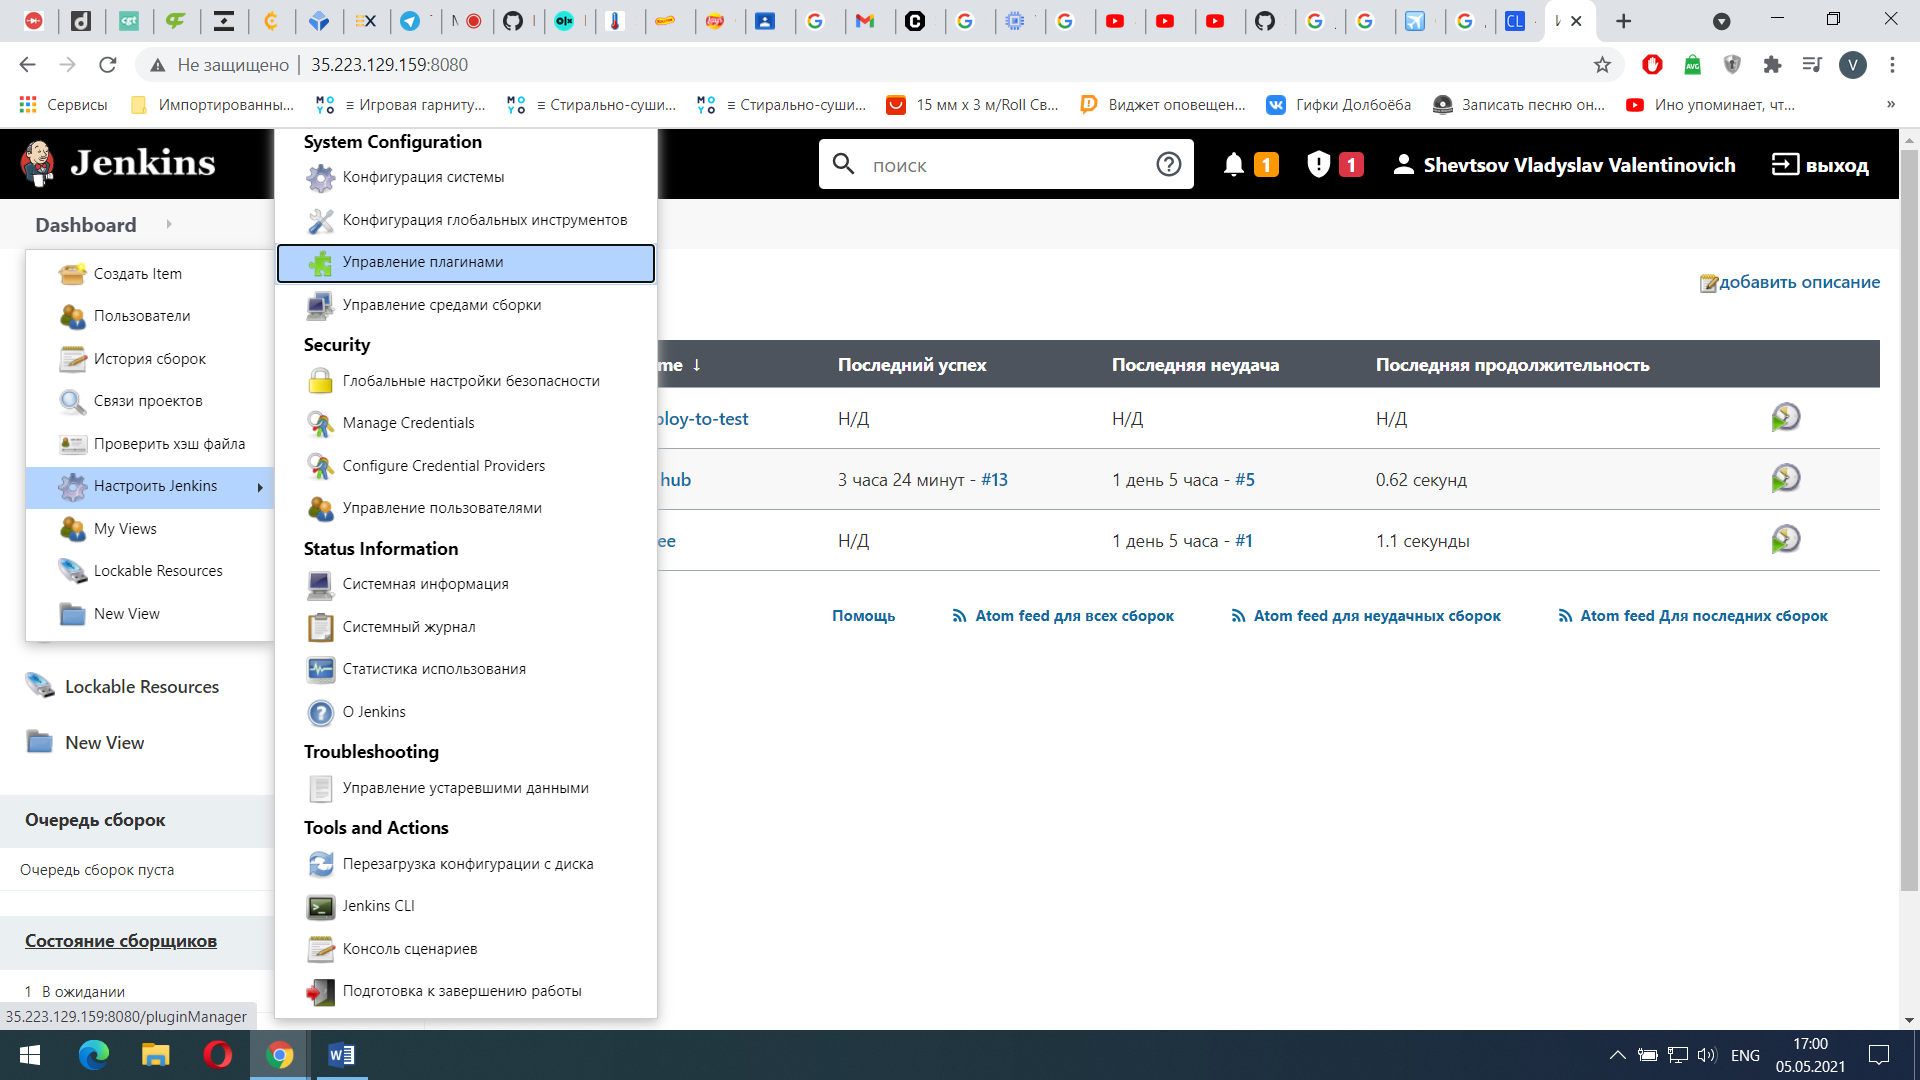 Не защищено
35.223.129.159:8080
Сервисы
Импортированны...
≡ Игровая гарниту...
≡ Стирально-суши...
≡ Стирально-суши...
15 мм x 3 м/Roll Св...
Виджет оповещен...
Гифки Долбоёба
Записать песню он...
Ино упоминает, чт...
»
Jenkins
поиск
1
1
Shevtsov Vladyslav Valentinovich
выход
Dashboard
Создать Item
Пользователи
История сборок
Связи проектов
Проверить хэш файла
Настроить Jenkins
My Views
Lockable Resources
New View
System Configuration
Конфигурация системы
Конфигурация глобальных инструментов
Управление плагинами
Управление средами сборки
Security
Глобальные настройки безопасности
Manage Credentials
Configure Credential Providers
Управление пользователями
Status Information
Системная информация
Системный журнал
Статистика использования
О Jenkins
Troubleshooting
Управление устаревшими данными
Tools and Actions
Перезагрузка конфигурации с диска
Jenkins CLI
Консоль сценариев
Подготовка к завершению работы
добавить описание
me ↓ Последний успех Последняя неудача Последняя продолжительность
ploy-to-test Н/Д Н/Д Н/Д
hub 3 часа 24 минут - #13 1 день 5 часа - #5 0.62 секунд
ee Н/Д 1 день 5 часа - #1 1.1 секунды
Помощь
Atom feed для всех сборок
Atom feed для неудачных сборок
Atom feed Для последних сборок
Lockable Resources
New View
Очередь сборок
Очередь сборок пуста
Состояние сборщиков
1 В ожидании
35.223.129.159:8080/pluginManager
ENG
17:00
05.05.2021